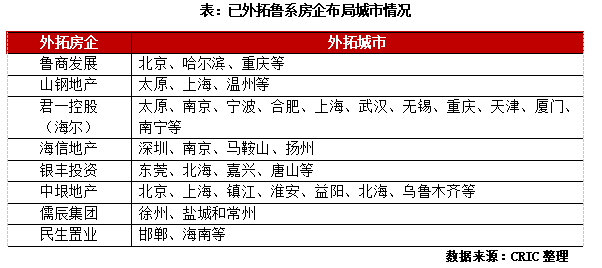 表：已外拓鲁系房企布局城市情况
外拓房企 外拓城市
鲁商发展 北京、哈尔滨、重庆等
山钢地产 太原、上海、温州等
君一控股 太原、南京、宁波、合肥、上海、武汉、无锡、重庆、天津、厦门、
（海尔） 南宁等
海信地产 深圳、南京、马鞍山、扬州
银丰投资 东莞、北海、嘉兴、唐山等
中垠地产 北京、上海、镇江、淮安、益阳、北海、乌鲁木齐等
儒辰集团 徐州、盐城和常州
民生置业 邯郸、海南等
数据来源：CRIC 整理